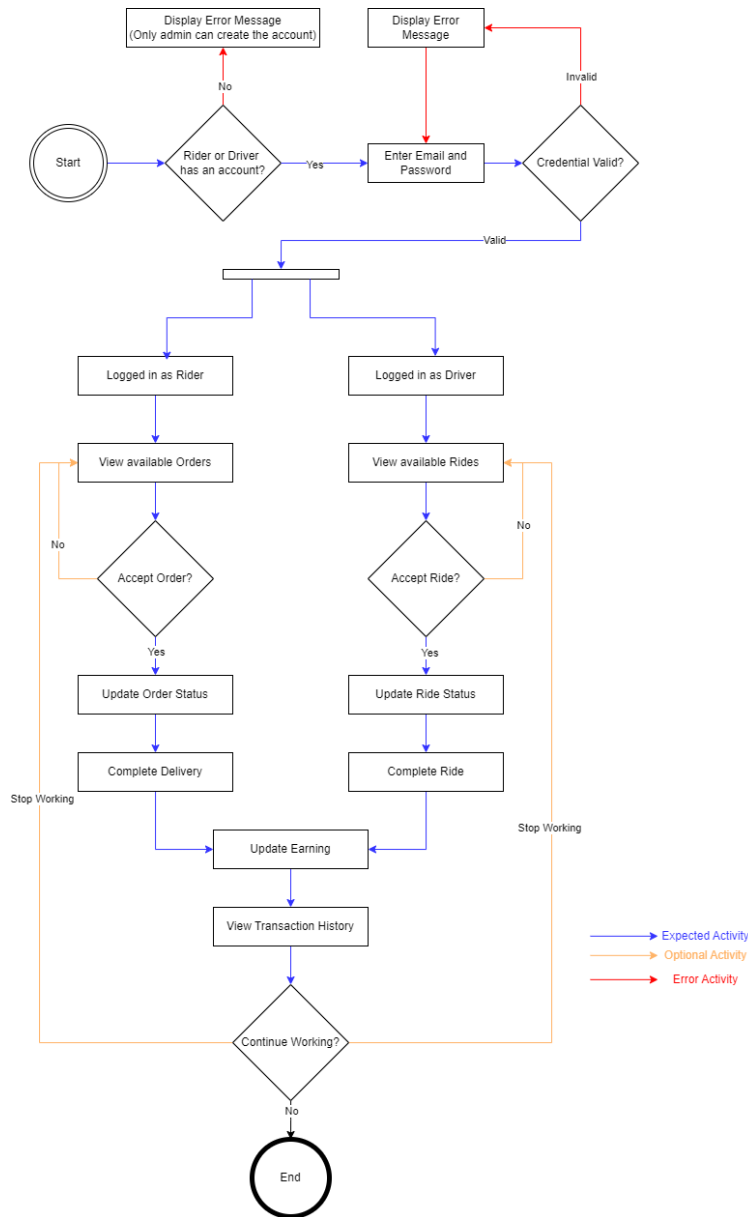 Display Error Message
(Only admin can create the account)
Display Error
Message
No
Invalid
Start
Rider or Driver
has an account?
Yes
Enter Email and
Password
Credential Valid?
Valid
Logged in as Rider
Logged in as Driver
View available Orders
View available Rides
No
No
Accept Order?
Accept Ride?
Yes
Yes
Update Order Status
Update Ride Status
Complete Delivery
Complete Ride
Stop Working
Stop Working
Update Earning
View Transaction History
Expected Activity
Optional Activity
Error Activity
Continue Working?
No
End